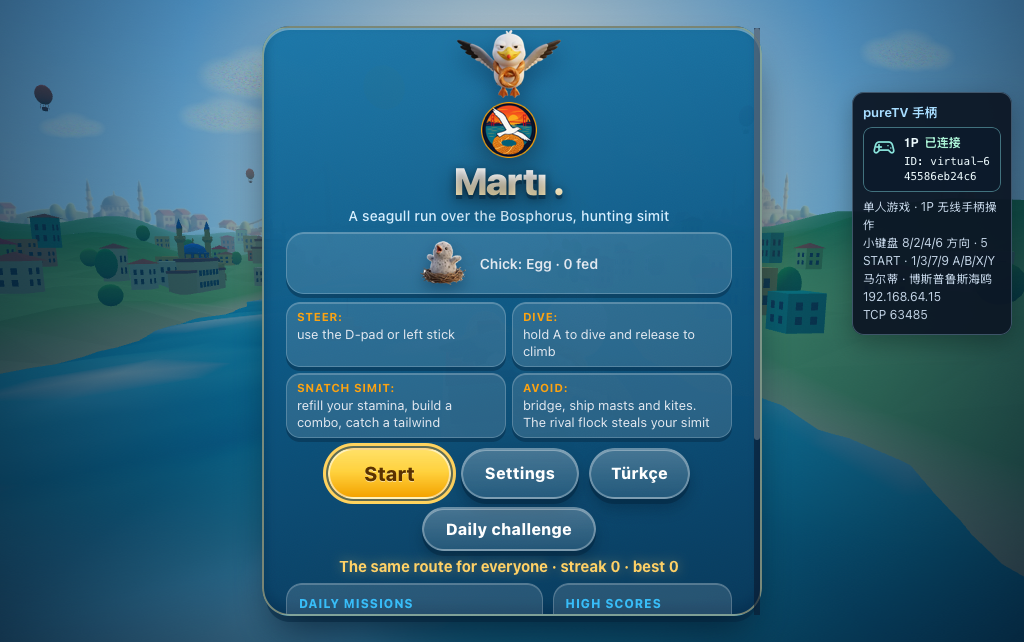 Martı .
A seagull run over the Bosphorus, hunting simit
Chick: Egg · 0 fed
STEER:
use the D-pad or left stick
DIVE:
hold A to dive and release to
climb
SNATCH SIMIT:
refill your stamina, build a
combo, catch a tailwind
AVOID:
bridge, ship masts and kites.
The rival flock steals your simit
Start
Settings
Türkçe
Daily challenge
The same route for everyone · streak 0 · best 0
DAILY MISSIONS
HIGH SCORES
pureTV 手柄
1P 已连接
ID: virtual-6
45586eb24c6
单人游戏 · 1P 无线手柄操
作
小键盘 8/2/4/6 方向 · 5
START · 1/3/7/9 A/B/X/Y
马尔蒂 · 博斯普鲁斯海鸥
192.168.64.15
TCP 63485